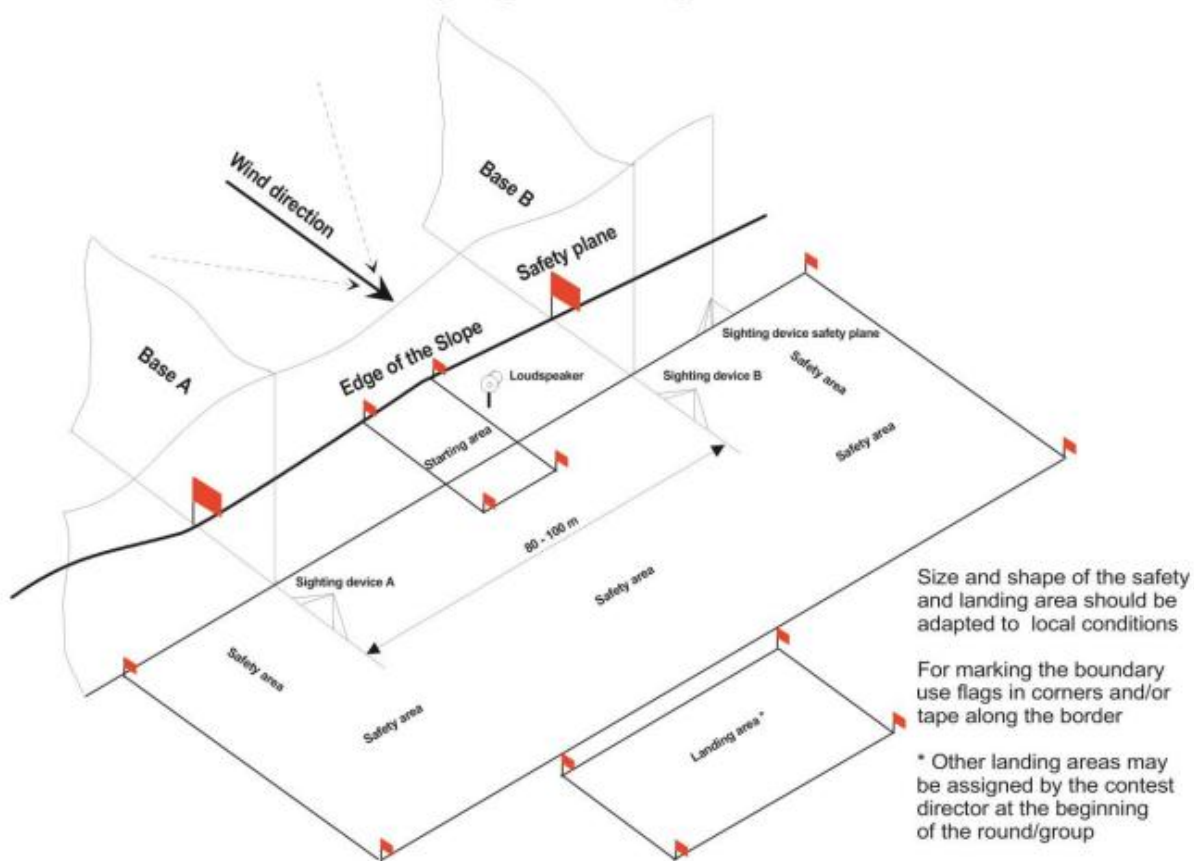 Wind direction
Base B
Safety plane
Base A
Edge of the Slope
Sighting device safety plane
Loudspeaker
Sighting device B
Safety area
Starting area
Safety area
80 - 100 m
Sighting device A
Safety area
Safety area
Safety area
Landing area *
Size and shape of the safety
and landing area should be
adapted to local conditions
For marking the boundary
use flags in corners and/or
tape along the border
* Other landing areas may
be assigned by the contest
director at the beginning
of the round/group